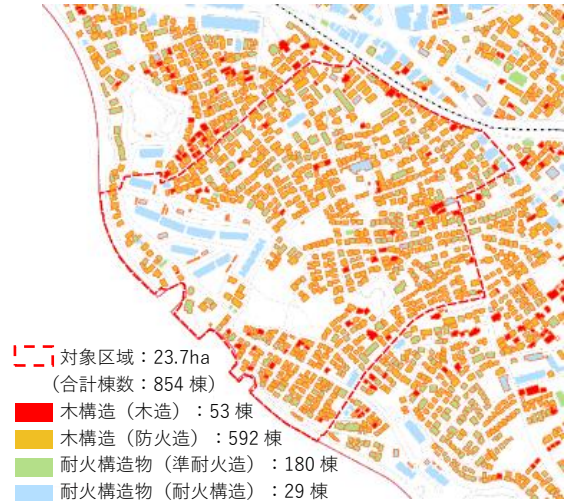 対象区域：23.7ha
（合計棟数：854 棟）
木構造（木造）：53 棟
木構造（防火造）：592 棟
耐火構造物（準耐火造）：180 棟
耐火構造物（耐火構造）：29 棟